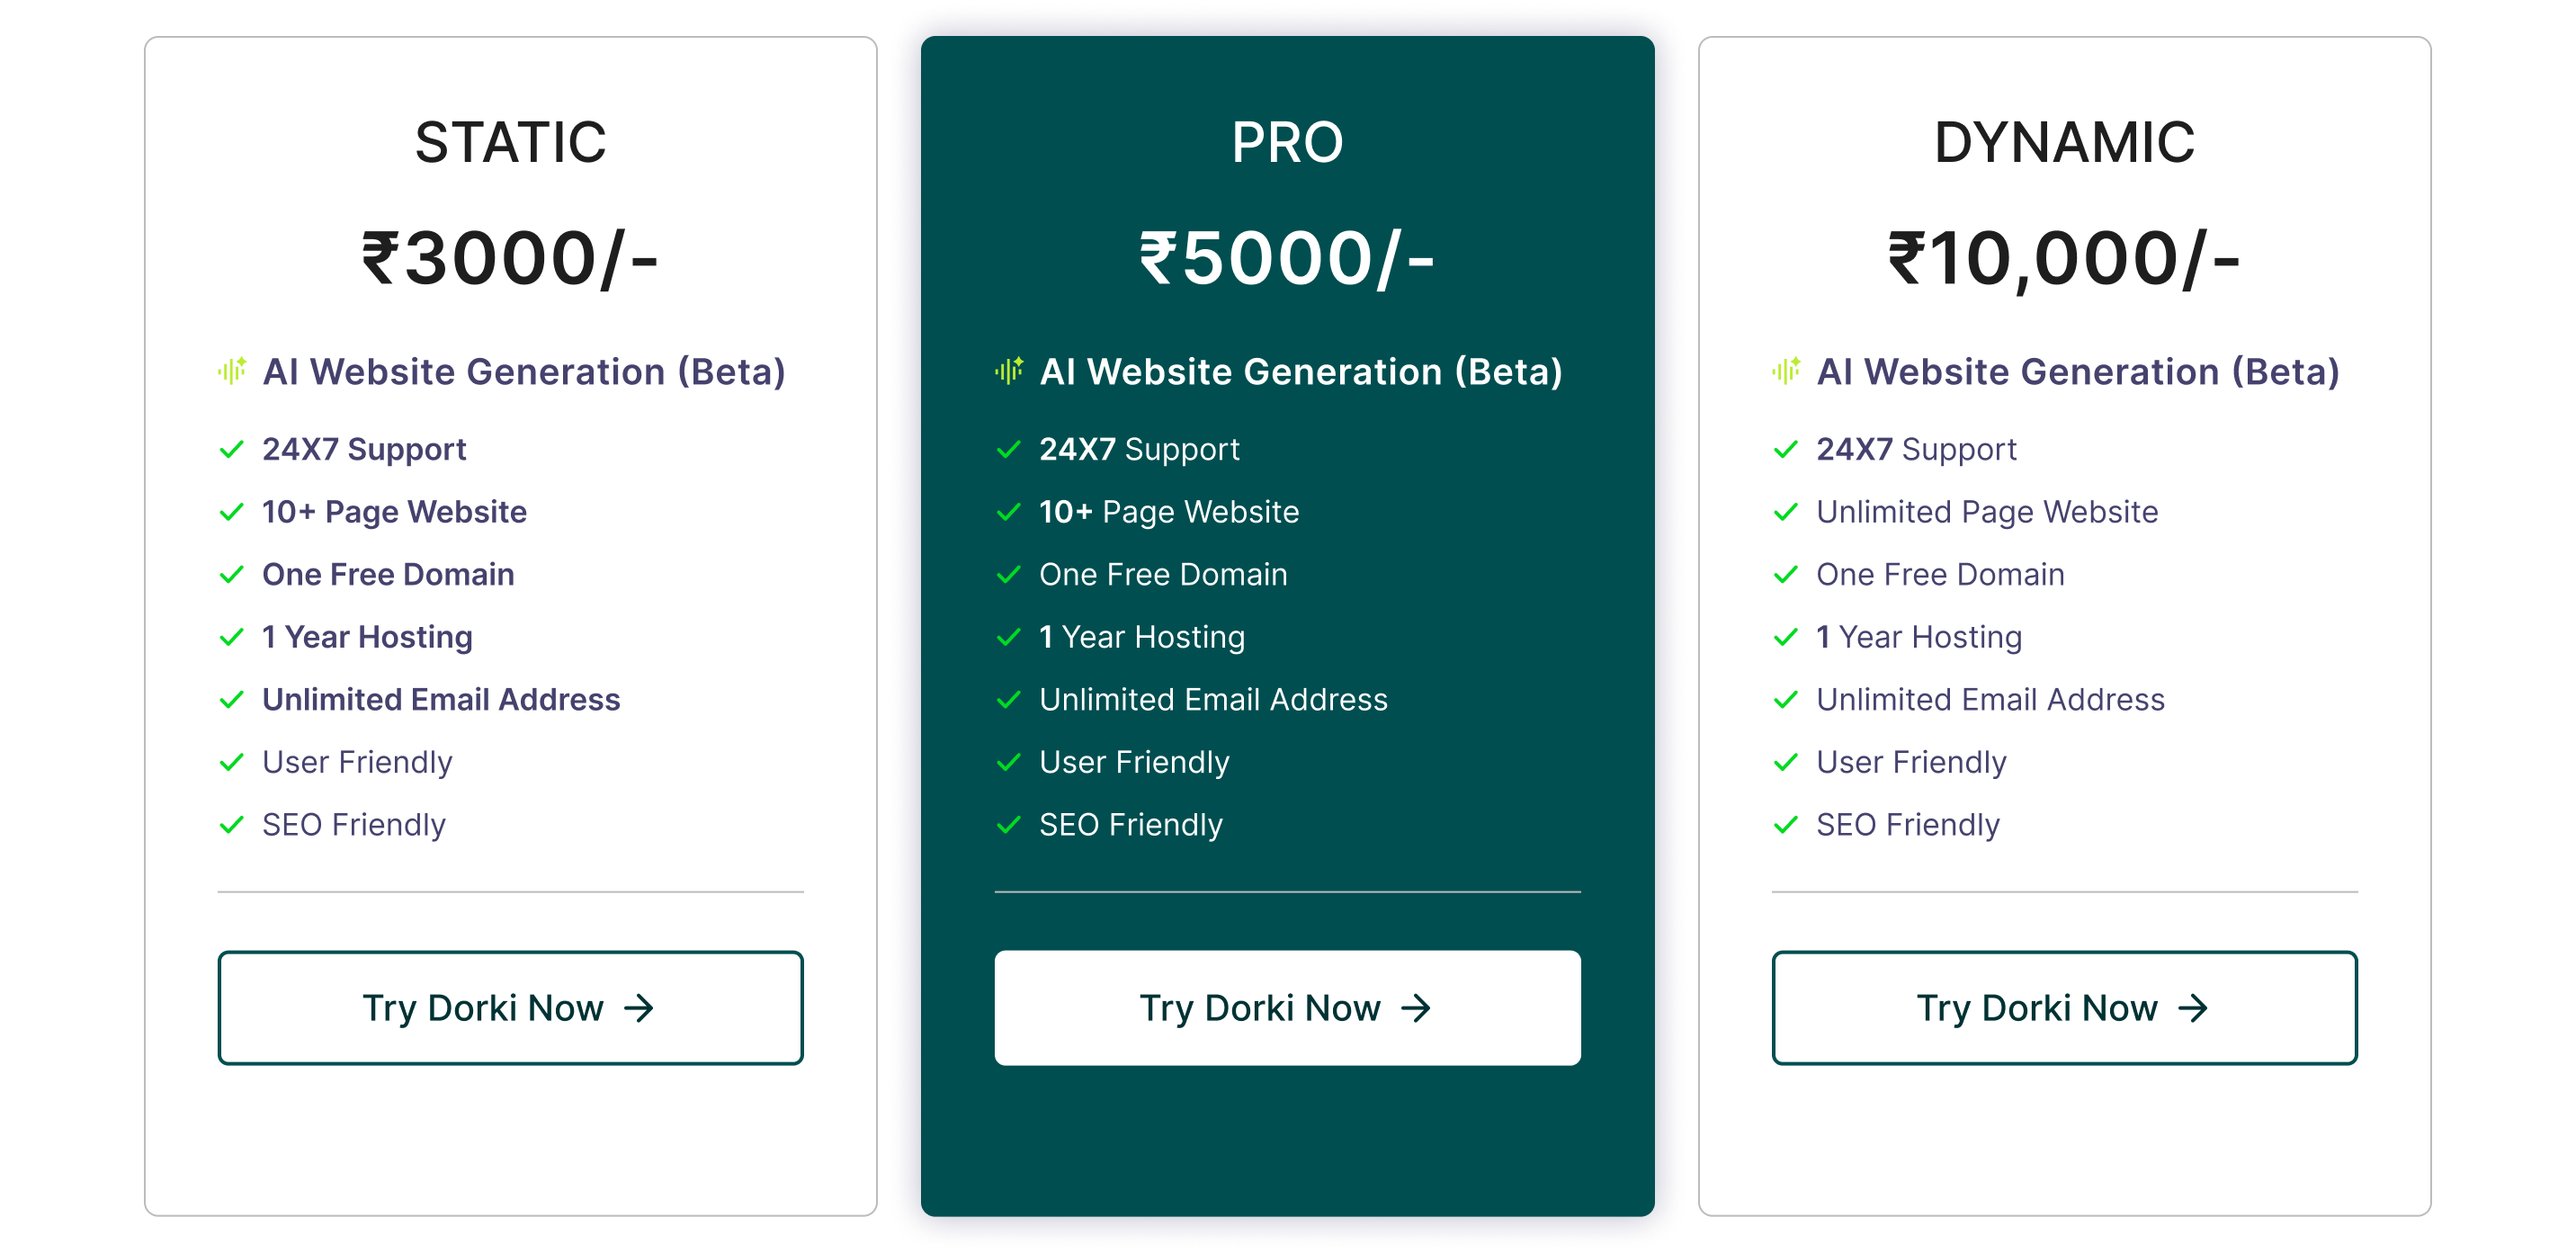 STATIC
₹3000/-
AI Website Generation (Beta)
24X7 Support
10+ Page Website
One Free Domain
1 Year Hosting
Unlimited Email Address
User Friendly
SEO Friendly
Try Dorki Now →
PRO
₹5000/-
AI Website Generation (Beta)
24X7 Support
10+ Page Website
One Free Domain
1 Year Hosting
Unlimited Email Address
User Friendly
SEO Friendly
Try Dorki Now →
DYNAMIC
₹10,000/-
AI Website Generation (Beta)
24X7 Support
Unlimited Page Website
One Free Domain
1 Year Hosting
Unlimited Email Address
User Friendly
SEO Friendly
Try Dorki Now →